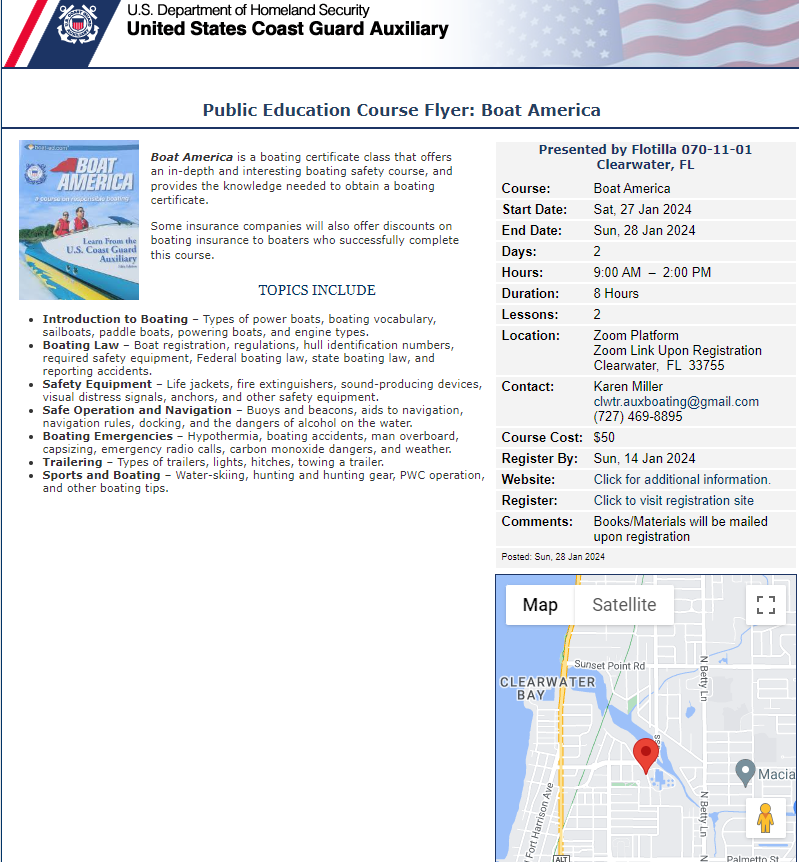 U.S. Department of Homeland Security
United States Coast Guard Auxiliary
Public Education Course Flyer: Boat America
BOAT
AMERICA
a course on responsible boating
Learn From the
U.S. Coast Guard
Auxiliary
Boat America is a boating certificate class that offers
an in-depth and interesting boating safety course, and
provides the knowledge needed to obtain a boating
certificate.
Some insurance companies will also offer discounts on
boating insurance to boaters who successfully complete
this course.
TOPICS INCLUDE
• Introduction to Boating – Types of power boats, boating vocabulary,
sailboats, paddle boats, powering boats, and engine types.
• Boating Law – Boat registration, regulations, hull identification numbers,
required safety equipment, Federal boating law, state boating law, and
reporting accidents.
• Safety Equipment – Life jackets, fire extinguishers, sound-producing devices,
visual distress signals, anchors, and other safety equipment.
• Safe Operation and Navigation – Buoys and beacons, aids to navigation,
navigation rules, docking, and the dangers of alcohol on the water.
• Boating Emergencies – Hypothermia, boating accidents, man overboard,
capsizing, emergency radio calls, carbon monoxide dangers, and weather.
• Trailering – Types of trailers, lights, hitches, towing a trailer.
• Sports and Boating – Water-skiing, hunting and hunting gear, PWC operation,
and other boating tips.
Presented by Flotilla 070-11-01
Clearwater, FL
Course: Boat America
Start Date: Sat, 27 Jan 2024
End Date: Sun, 28 Jan 2024
Days: 2
Hours: 9:00 AM – 2:00 PM
Duration: 8 Hours
Lessons: 2
Location: Zoom Platform
Zoom Link Upon Registration
Clearwater, FL 33755
Contact: Karen Miller
clwtr.auxboating@gmail.com
(727) 469-8895
Course Cost: $50
Register By: Sun, 14 Jan 2024
Website: Click for additional information.
Register: Click to visit registration site
Comments: Books/Materials will be mailed
upon registration
Posted: Sun, 28 Jan 2024
Map Satellite
Sunset Point Rd
N Betty Ln
CLEARWATER
BAY
Macia
N Betty Ln
Fort Harrison Ave
Palmetto St
ALT